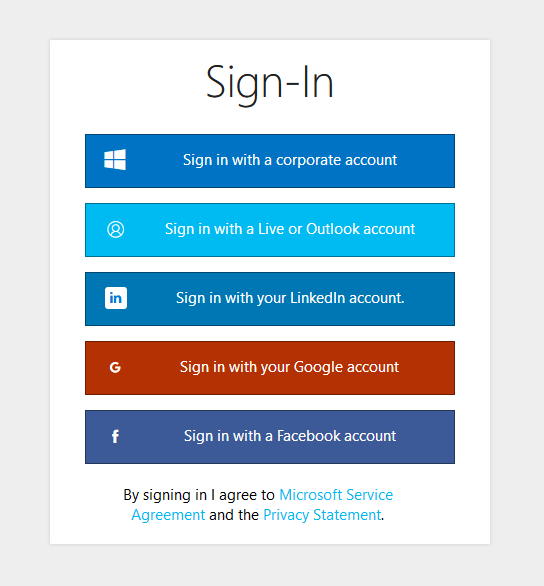 Sign-In
Sign in with a corporate account
Sign in with a Live or Outlook account
in
Sign in with your LinkedIn account.
G
Sign in with your Google account
f
Sign in with a Facebook account
By signing in I agree to Microsoft Service
Agreement and the Privacy Statement.